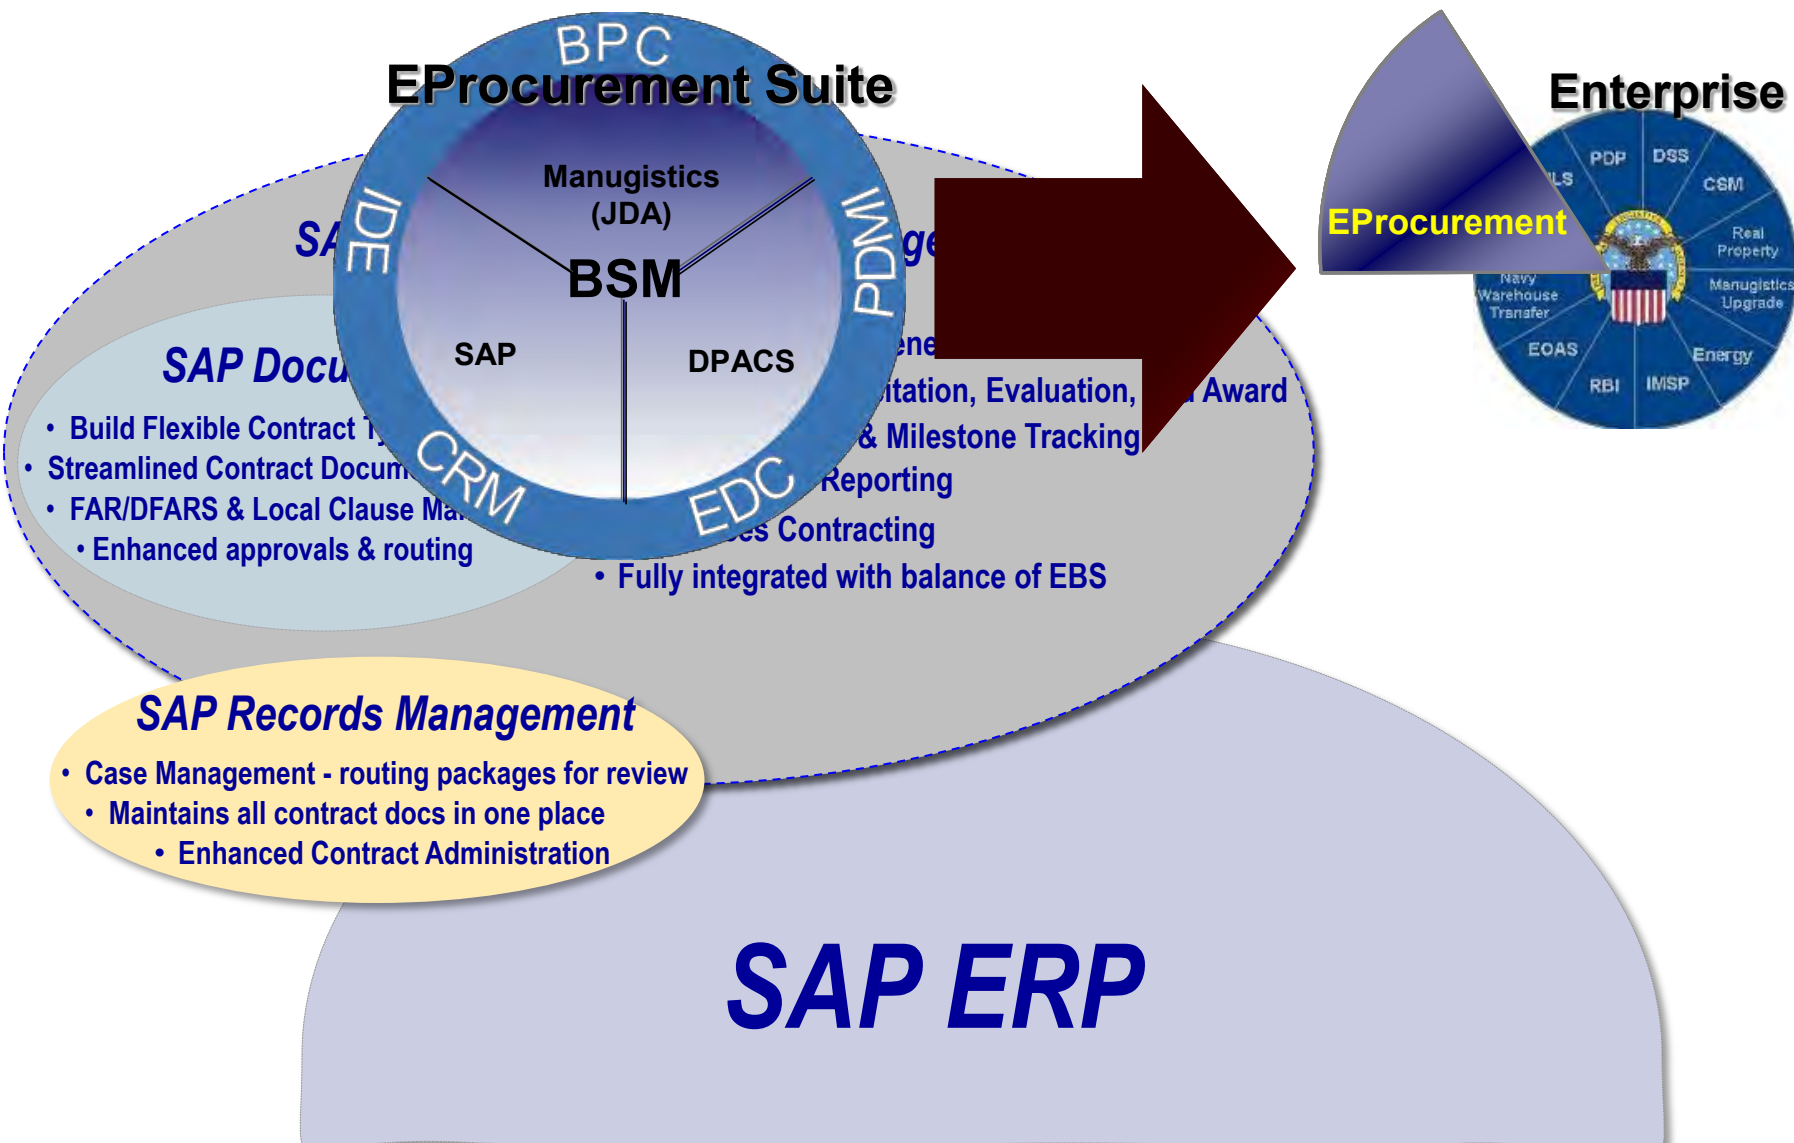 BPC
EProcurement Suite
Enterprise
IDE
PDMI
Manugistics
(JDA)
BSM
SAP
DPACS
CRM
EDC
EProcurement
PDP
DSS
CSM
Real
Property
Manugistics
Upgrade
Energy
IMSP
RBI
EOAS
Navy
Warehouse
Transfer
SAP Docu
• Build Flexible Contract
• Streamlined Contract Docum
• FAR/DFARS & Local Clause Ma
• Enhanced approvals & routing
Evaluation, Award
& Milestone Tracking
Reporting
Contracting
• Fully integrated with balance of EBS
SAP Records Management
• Case Management - routing packages for review
• Maintains all contract docs in one place
• Enhanced Contract Administration
SAP ERP